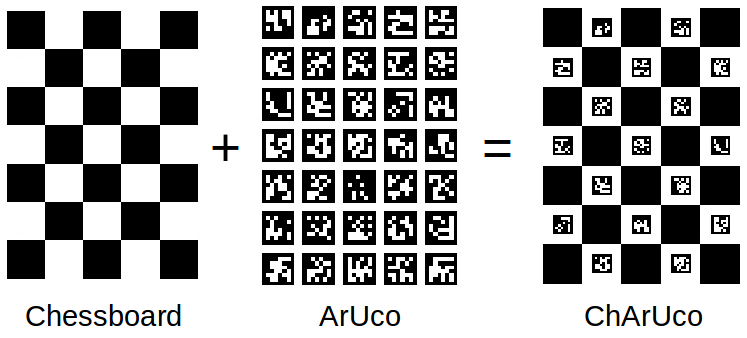 +
=
Chessboard
ArUco
ChArUco